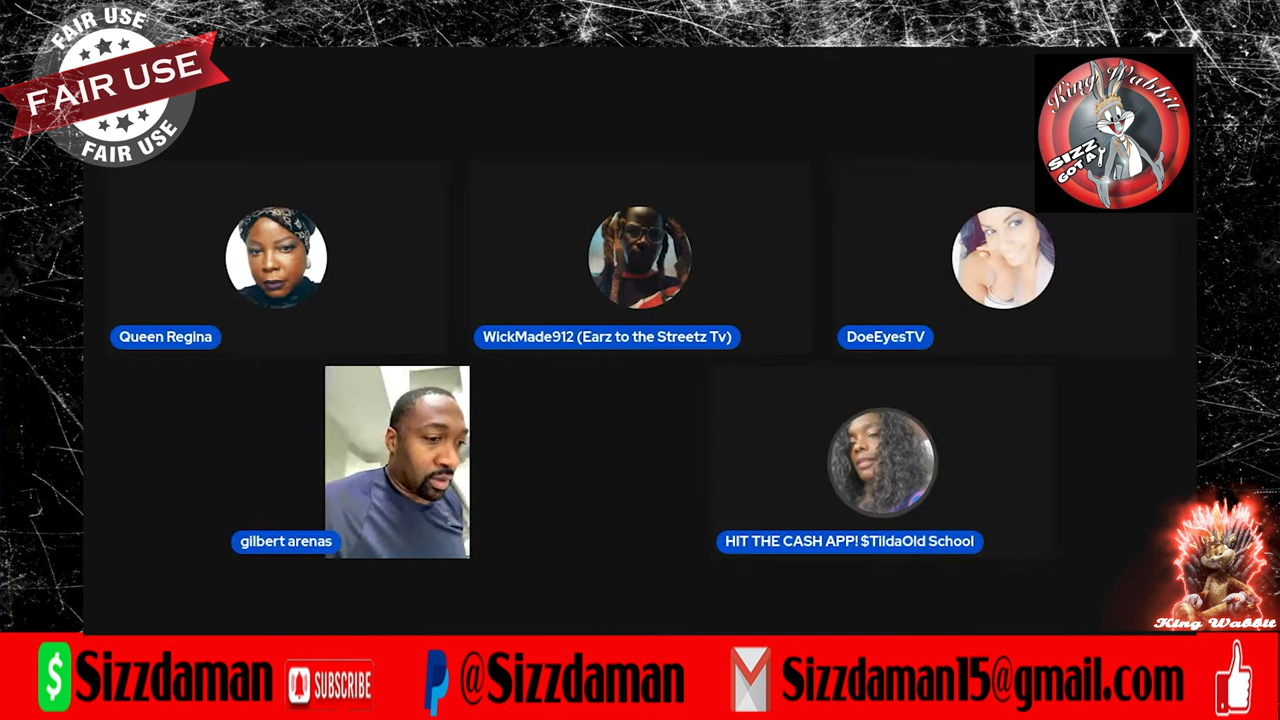 FAIR USE
FAIR USE
FAIR USE
King Wabbit
SIZZ
GOT A
Queen Regina
WickMade912 (Earz to the Streetz Tv)
DoeEyesTV
gilbert arenas
HIT THE CASH APP! $TildaOld School
King Wabbit
$ Sizzdaman
SUBSCRIBE
@Sizzdaman
Sizzdaman15@gmail.com